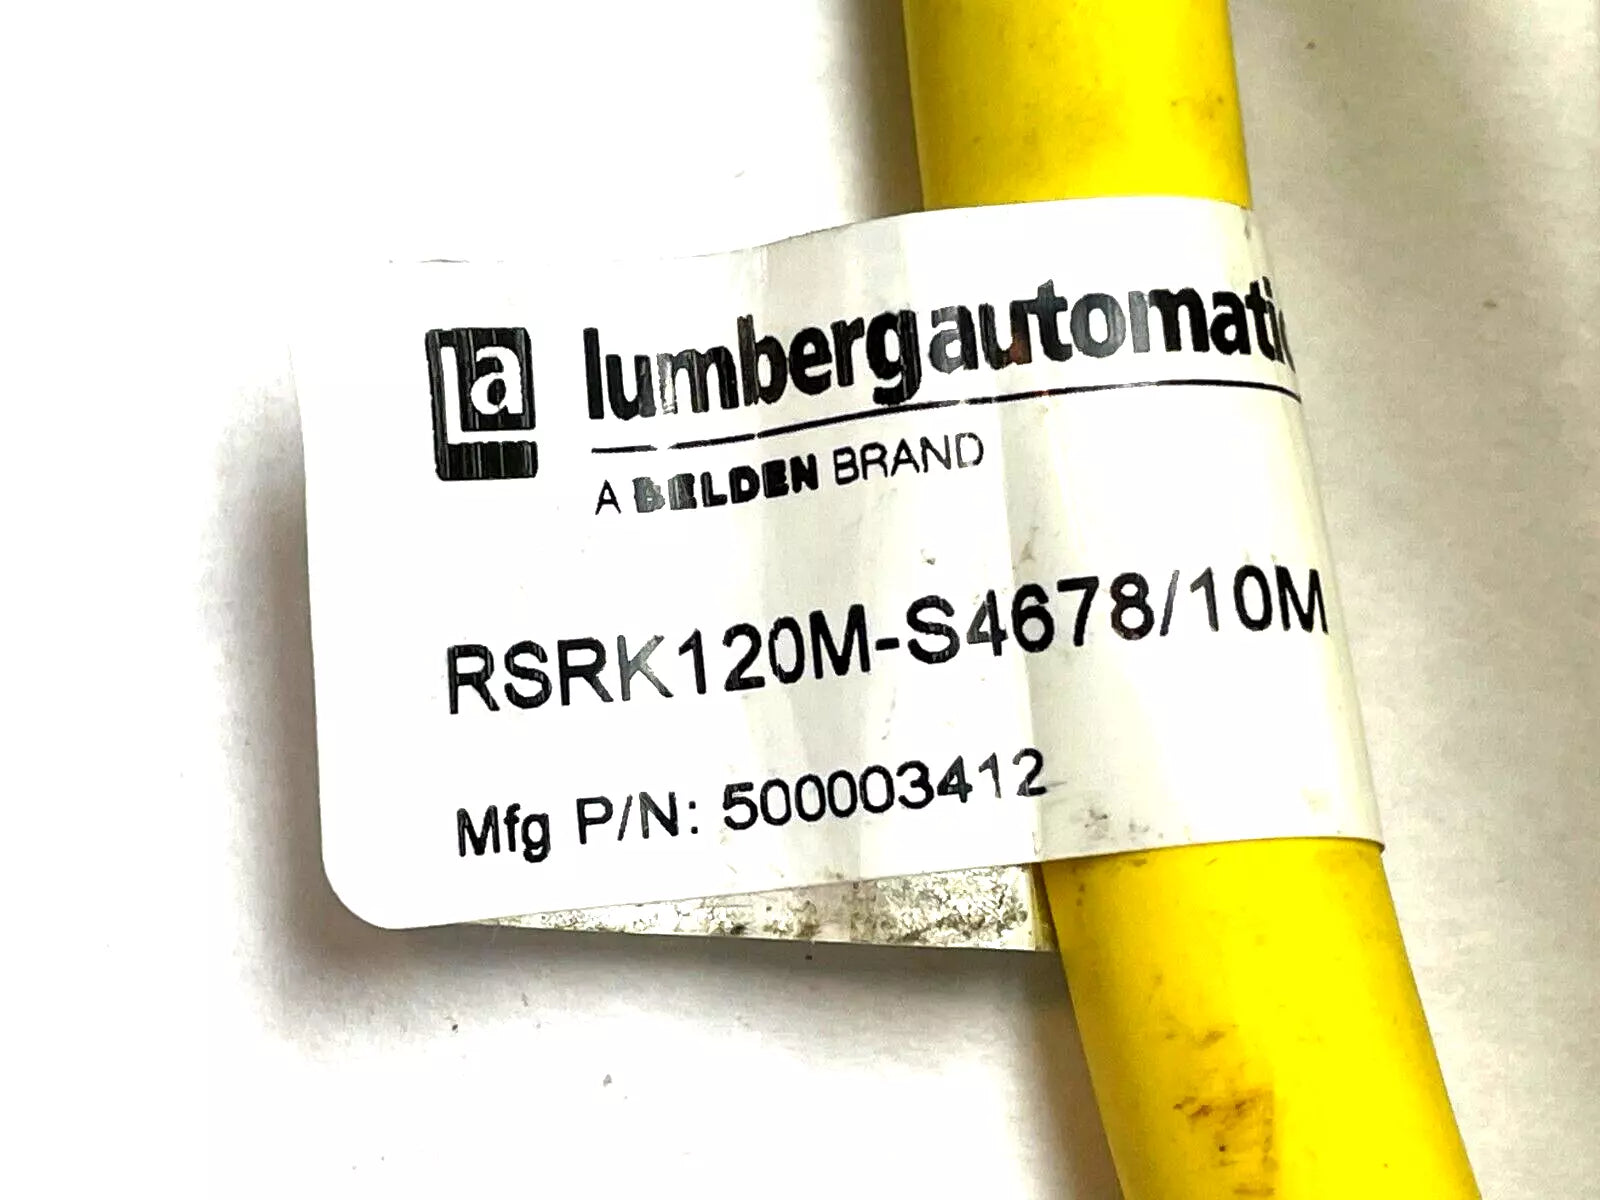 la lumbergautomati
A BELDEN BRAND
RSRK120M-S4678/10M
Mfg P/N: 500003412